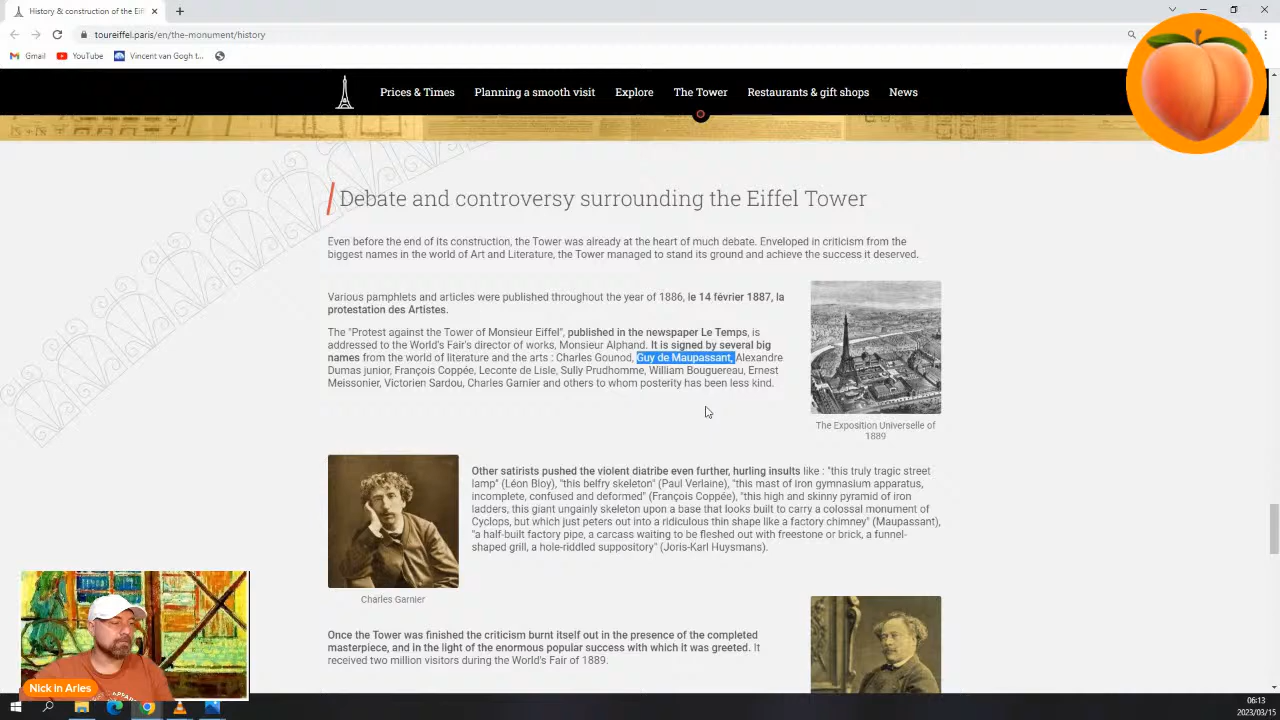 History & construction of the Eif
toureiffel.paris/en/the-monument/history
Gmail
YouTube
Vincent van Gogh t...
Prices & Times
Planning a smooth visit
Explore
The Tower
Restaurants & gift shops
News
Debate and controversy surrounding the Eiffel Tower
Even before the end of its construction, the Tower was already at the heart of much debate. Enveloped in criticism from the
biggest names in the world of Art and Literature, the Tower managed to stand its ground and achieve the success it deserved.
Various pamphlets and articles were published throughout the year of 1886, le 14 février 1887, la
protestation des Artistes.
The "Protest against the Tower of Monsieur Eiffel", published in the newspaper Le Temps, is
addressed to the World's Fair's director of works, Monsieur Alphand. It is signed by several big
names from the world of literature and the arts : Charles Gounod, Guy de Maupassant, Alexandre
Dumas junior, François Coppée, Leconte de Lisle, Sully Prudhomme, William Bouguereau, Ernest
Meissonier, Victorien Sardou, Charles Garnier and others to whom posterity has been less kind.
The Exposition Universelle of
1889
Other satirists pushed the violent diatribe even further, hurling insults like : "this truly tragic street
lamp" (Léon Bloy), "this belfry skeleton" (Paul Verlaine), "this mast of iron gymnasium apparatus,
incomplete, confused and deformed" (François Coppée), "this high and skinny pyramid of iron
ladders, this giant ungainly skeleton upon a base that looks built to carry a colossal monument of
Cyclops, but which just peters out into a ridiculous thin shape like a factory chimney" (Maupassant),
"a half-built factory pipe, a carcass waiting to be fleshed out with freestone or brick, a funnel-
shaped grill, a hole-riddled suppository" (Joris-Karl Huysmans).
Charles Garnier
Once the Tower was finished the criticism burnt itself out in the presence of the completed
masterpiece, and in the light of the enormous popular success with which it was greeted. It
received two million visitors during the World's Fair of 1889.
Nick in Arles
06:13
2023/03/15